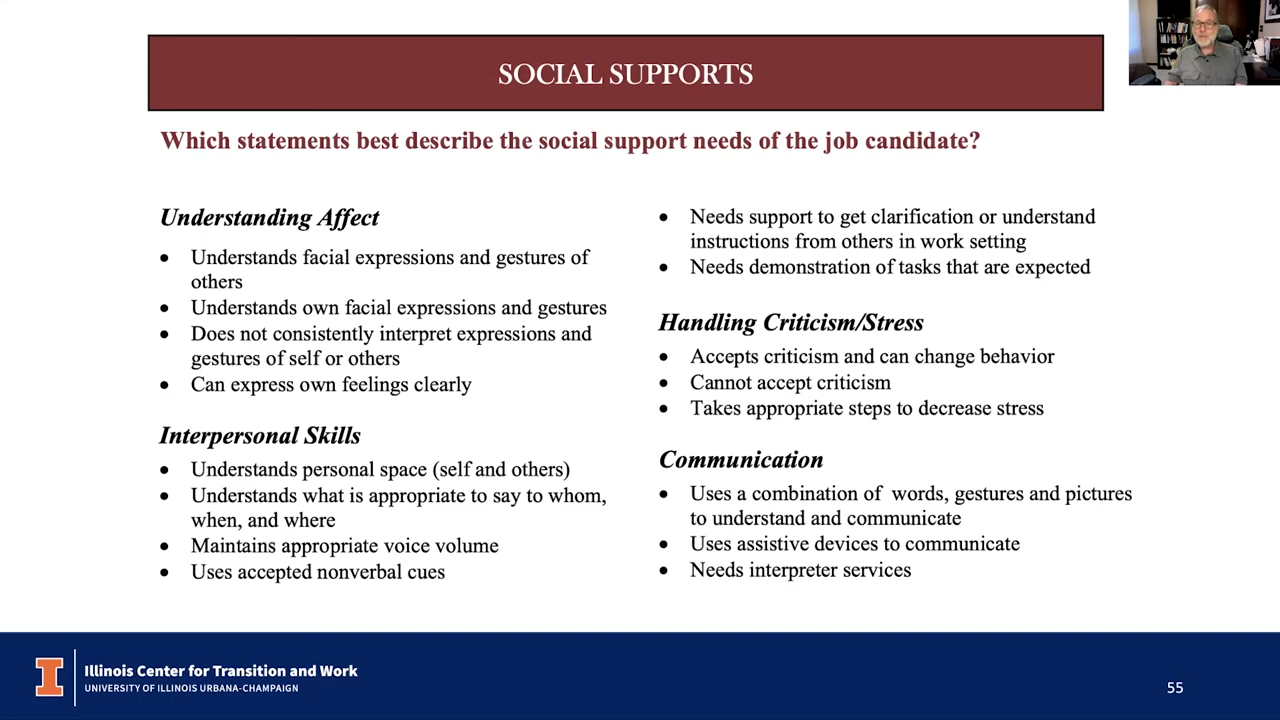 SOCIAL SUPPORTS
Which statements best describe the social support needs of the job candidate?
Understanding Affect
• Understands facial expressions and gestures of
others
• Understands own facial expressions and gestures
• Does not consistently interpret expressions and
gestures of self or others
• Can express own feelings clearly
Interpersonal Skills
• Understands personal space (self and others)
• Understands what is appropriate to say to whom,
when, and where
• Maintains appropriate voice volume
• Uses accepted nonverbal cues
• Needs support to get clarification or understand
instructions from others in work setting
• Needs demonstration of tasks that are expected
Handling Criticism/Stress
• Accepts criticism and can change behavior
• Cannot accept criticism
• Takes appropriate steps to decrease stress
Communication
• Uses a combination of words, gestures and pictures
to understand and communicate
• Uses assistive devices to communicate
• Needs interpreter services
I
Illinois Center for Transition and Work
UNIVERSITY OF ILLINOIS URBANA-CHAMPAIGN
55